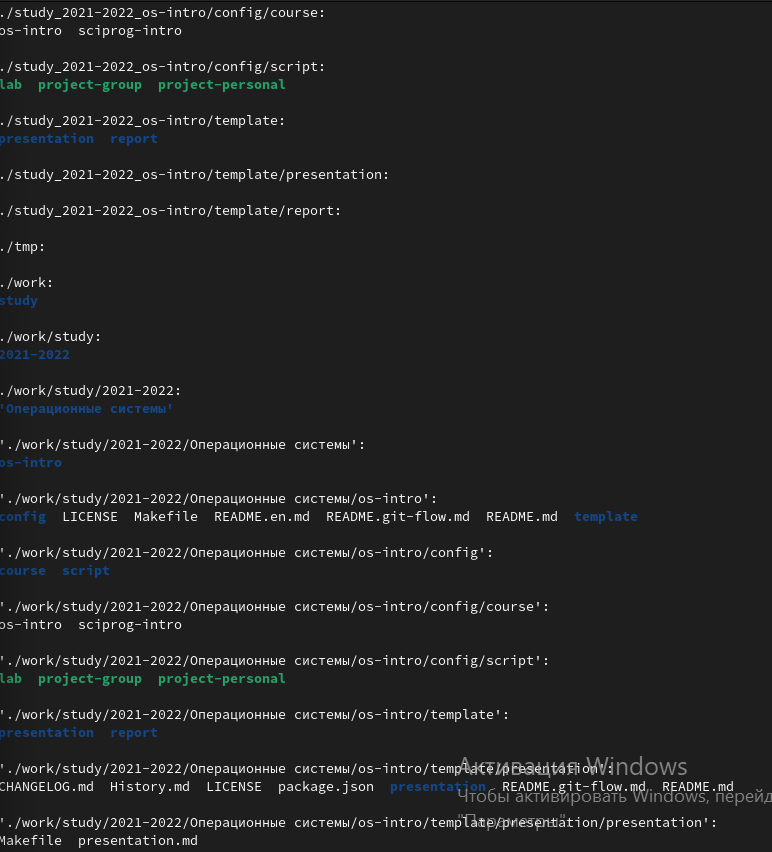 ./study_2021-2022_os-intro/config/course:
os-intro  sciprog-intro
./study_2021-2022_os-intro/config/script:
lab  project-group  project-personal
./study_2021-2022_os-intro/template:
presentation  report
./study_2021-2022_os-intro/template/presentation:
./study_2021-2022_os-intro/template/report:
./tmp:
./work:
study
./work/study:
2021-2022
./work/study/2021-2022:
'Операционные системы'
'./work/study/2021-2022/Операционные системы':
os-intro
'./work/study/2021-2022/Операционные системы/os-intro':
config  LICENSE  Makefile  README.en.md  README.git-flow.md  README.md  template
'./work/study/2021-2022/Операционные системы/os-intro/config':
course  script
'./work/study/2021-2022/Операционные системы/os-intro/config/course':
os-intro  sciprog-intro
'./work/study/2021-2022/Операционные системы/os-intro/config/script':
lab  project-group  project-personal
'./work/study/2021-2022/Операционные системы/os-intro/template':
presentation  report
'./work/study/2021-2022/Операционные системы/os-intro/template/presentation':
Активация Windows
CHANGELOG.md  History.md  LICENSE  package.json  presentation  README.git-flow.md  README.md
Чтобы активировать Windows, перейд
'./work/study/2021-2022/Операционные системы/os-intro/template/presentation/presentation':
"Параметры".
Makefile  presentation.md